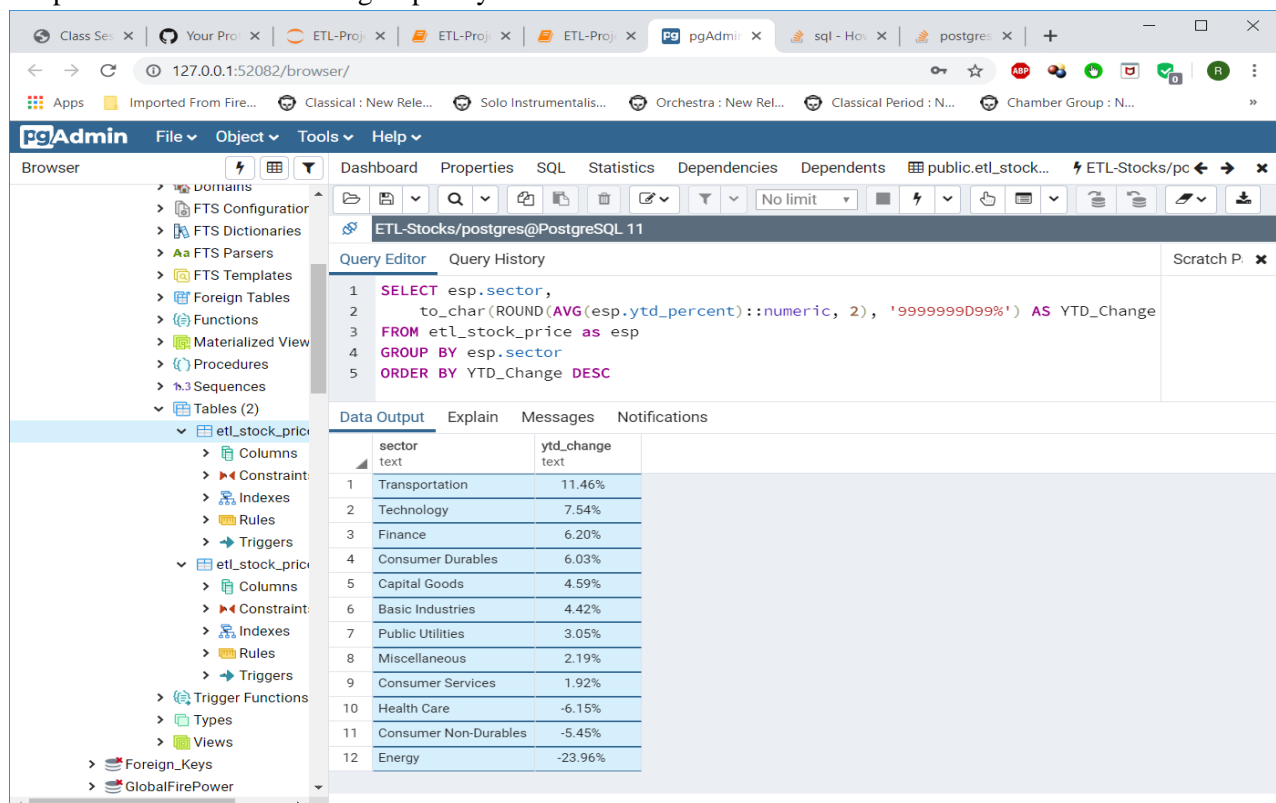 Class Ses Your Pro ETL-Proj ETL-Proj ETL-Proj pgAdmin sql - How postgres
127.0.0.1:52082/browser/
ABP 0 R
Apps Imported From Fire... Classical : New Rele... Solo Instrumentalis... Orchestra : New Rel... Classical Period : N... Chamber Group : N... »
pgAdmin File Object Tools Help
Browser Dashboard Properties SQL Statistics Dependencies Dependents public.etl_stock... ETL-Stocks/po
Domains
FTS Configuration
No limit
FTS Dictionaries
ETL-Stocks/postgres@PostgreSQL 11
Aa FTS Parsers
Query Editor Query History Scratch P
FTS Templates
1 SELECT esp.sector,
Foreign Tables
2 to_char(ROUND(AVG(esp.ytd_percent)::numeric, 2), '9999999D99%') AS YTD_Change
Functions
3 FROM etl_stock_price as esp
Materialized View
4 GROUP BY esp.sector
Procedures
5 ORDER BY YTD_Change DESC
1..3 Sequences
Tables (2)
Data Output Explain Messages Notifications
etl_stock_price
sector ytd_change
Columns
text text
Constraint
1 Transportation 11.46%
Indexes
2 Technology 7.54%
Rules
3 Finance 6.20%
Triggers
4 Consumer Durables 6.03%
etl_stock_price
5 Capital Goods 4.59%
Columns
6 Basic Industries 4.42%
Constraint
7 Public Utilities 3.05%
Indexes
8 Miscellaneous 2.19%
Rules
9 Consumer Services 1.92%
Triggers
10 Health Care -6.15%
Trigger Functions
11 Consumer Non-Durables -5.45%
Types
12 Energy -23.96%
Views
Foreign_Keys
GlobalFirePower